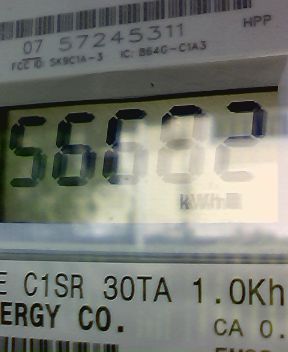 07 57245311 HPP
FCC ID: SK9C1A-3 IC: 864G-C1A3
56682
kWh
E C1SR 30TA 1.0Kh
ERGY CO. CA 0.